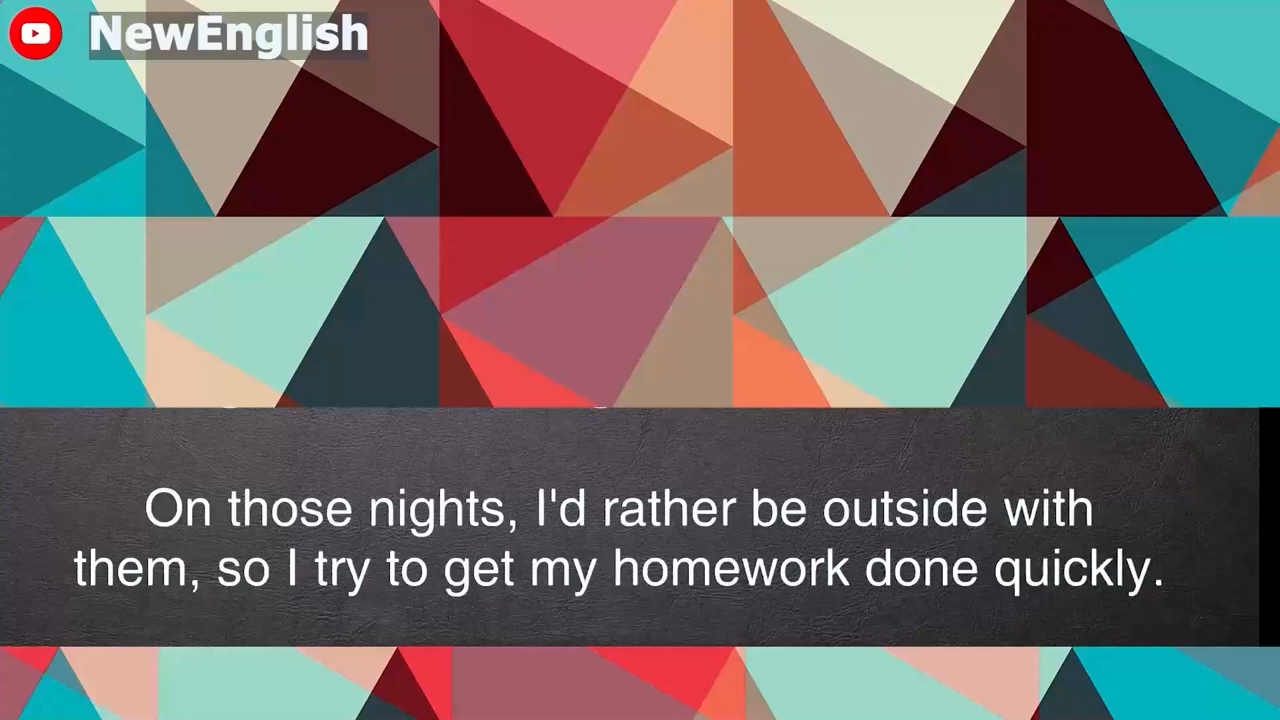 NewEnglish
On those nights, I'd rather be outside with
them, so I try to get my homework done quickly.